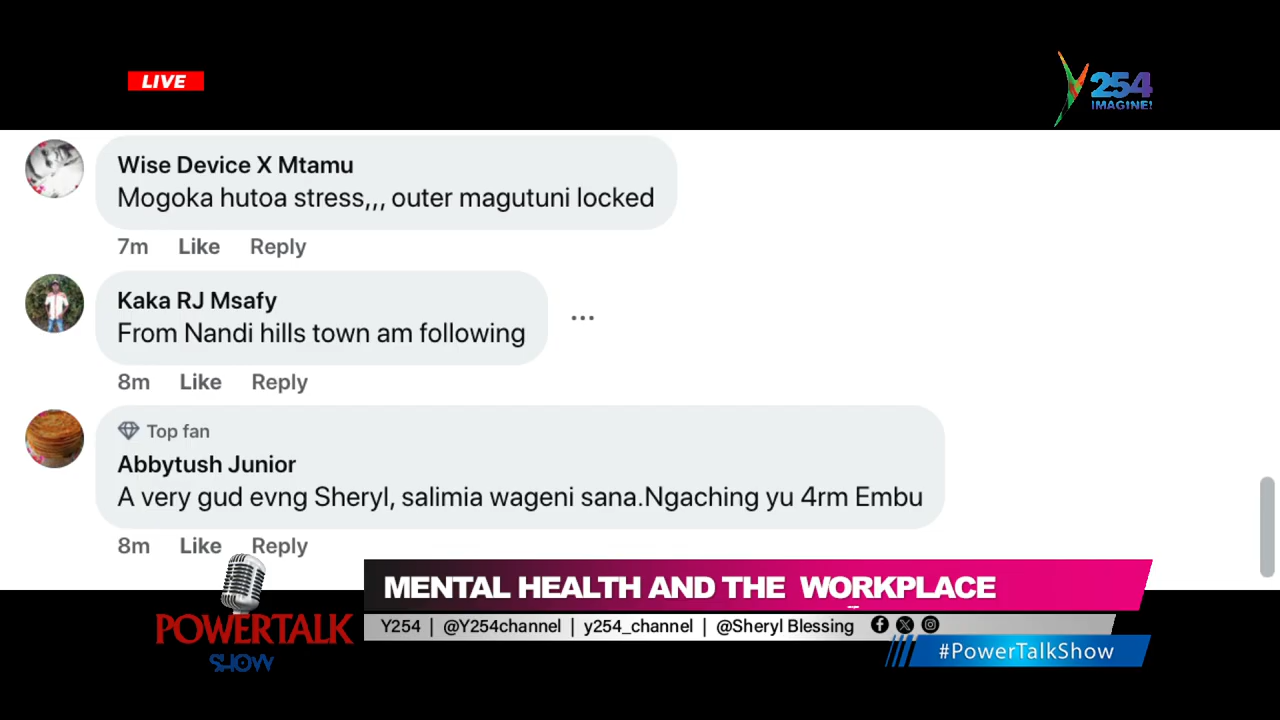 LIVE
254
IMAGINE!
Wise Device X Mtamu
Mogoka hutoa stress,,, outer magutuni locked
7m Like Reply
Kaka RJ Msafy
From Nandi hills town am following
8m Like Reply
Top fan
Abbytush Junior
A very gud evng Sheryl, salimia wageni sana.Ngaching yu 4rm Embu
8m Like Reply
MENTAL HEALTH AND THE WORKPLACE
POWERTALK
SHOW
Y254 | @Y254channel | y254_channel | @Sheryl Blessing
#PowerTalkShow